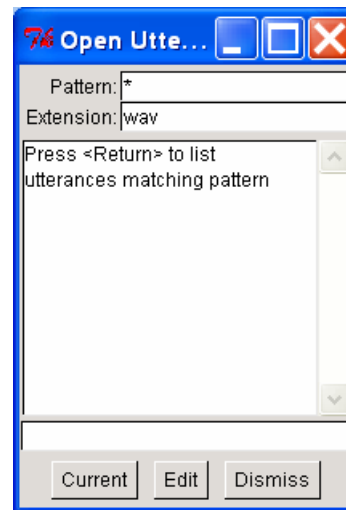 Open Utte...
Pattern: *
Extension: wav
Press <Return> to list
utterances matching pattern
Current Edit Dismiss